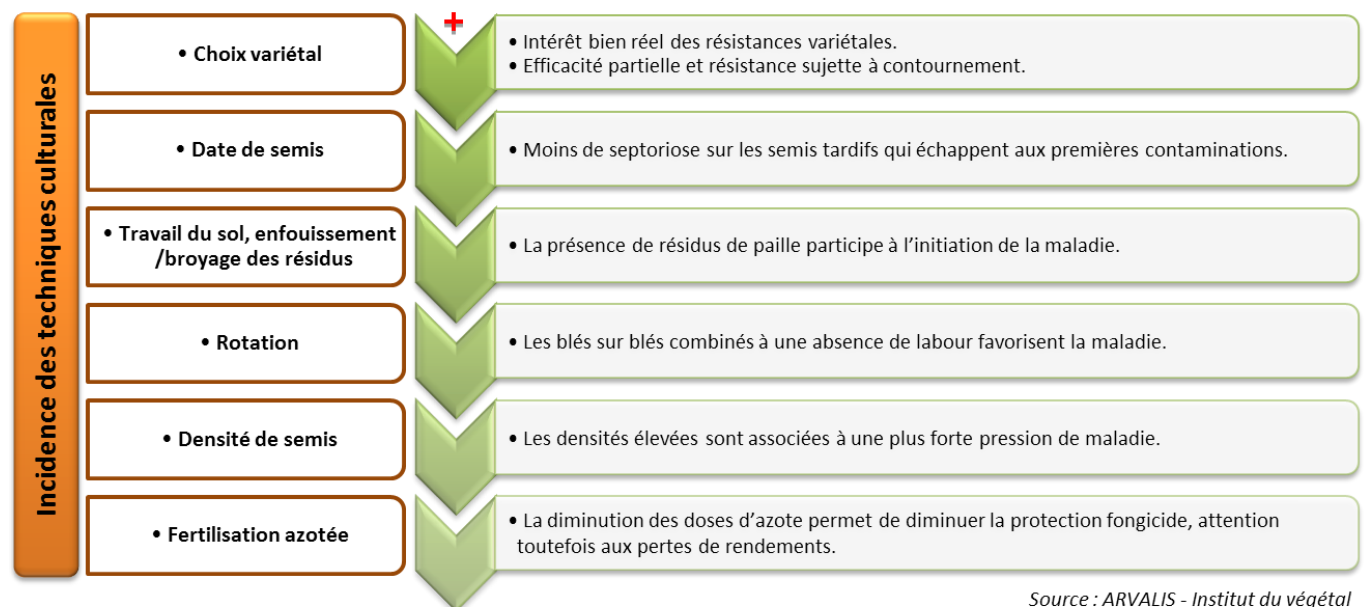 Incidence des techniques culturales
• Choix variétal
+
• Intérêt bien réel des résistances variétales.
• Efficacité partielle et résistance sujette à contournement.
• Date de semis
• Moins de septoriose sur les semis tardifs qui échappent aux premières contaminations.
• Travail du sol, enfouissement
/broyage des résidus
• La présence de résidus de paille participe à l’initiation de la maladie.
• Rotation
• Les blés sur blés combinés à une absence de labour favorisent la maladie.
• Densité de semis
• Les densités élevées sont associées à une plus forte pression de maladie.
• Fertilisation azotée
• La diminution des doses d’azote permet de diminuer la protection fongicide, attention
toutefois aux pertes de rendements.
Source : ARVALIS - Institut du végétal